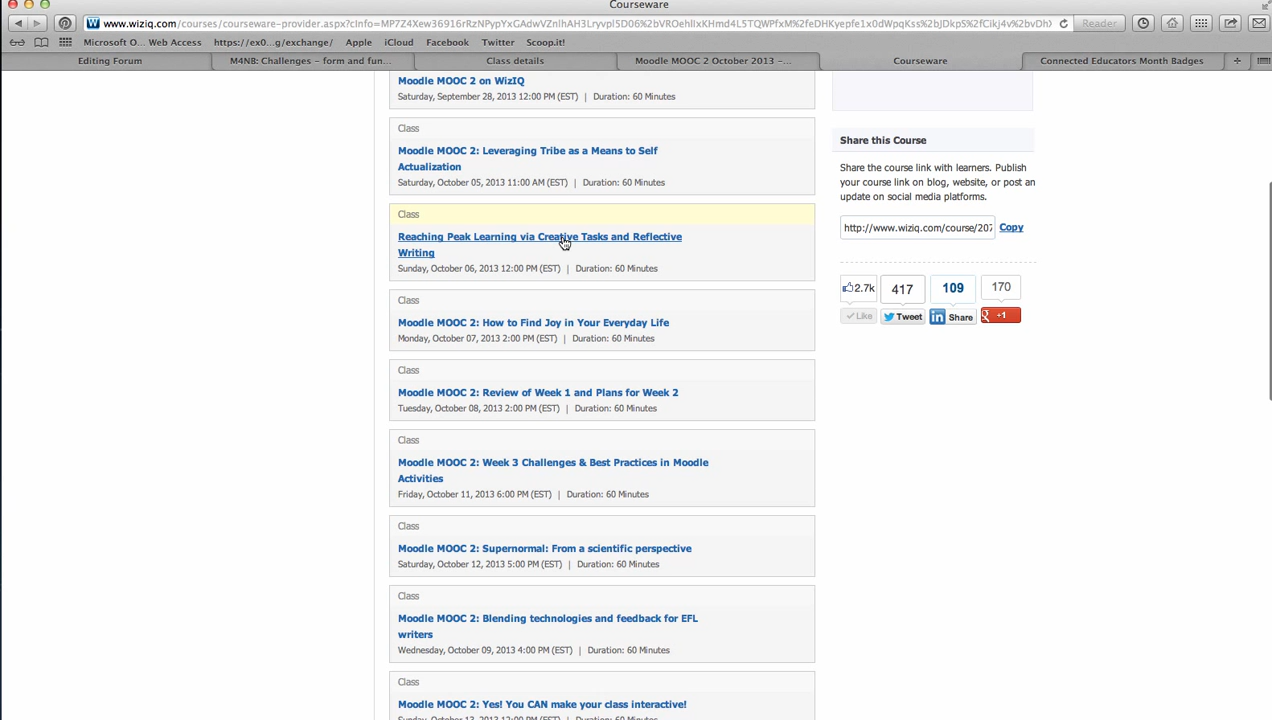 Courseware
www.wiziq.com/courses/courseware-provider.aspx?cInfo=
Reader
Microsoft O... Web Access https://ex0...g/exchange/ Apple iCloud Facebook Twitter Scoop.it!
Editing Forum M4NB: Challenges – form and fun... Class details Moodle MOOC 2 October 2013 –... Courseware Connected Educators Month Badges
Moodle MOOC 2 on WizIQ
Saturday, September 28, 2013 12:00 PM (EST) | Duration: 60 Minutes
Class
Moodle MOOC 2: Leveraging Tribe as a Means to Self
Actualization
Saturday, October 05, 2013 11:00 AM (EST) | Duration: 60 Minutes
Class
Reaching Peak Learning via Creative Tasks and Reflective
Writing
Sunday, October 06, 2013 12:00 PM (EST) | Duration: 60 Minutes
Class
Moodle MOOC 2: How to Find Joy in Your Everyday Life
Monday, October 07, 2013 2:00 PM (EST) | Duration: 60 Minutes
Class
Moodle MOOC 2: Review of Week 1 and Plans for Week 2
Tuesday, October 08, 2013 2:00 PM (EST) | Duration: 60 Minutes
Class
Moodle MOOC 2: Week 3 Challenges & Best Practices in Moodle
Activities
Friday, October 11, 2013 6:00 PM (EST) | Duration: 60 Minutes
Class
Moodle MOOC 2: Supernormal: From a scientific perspective
Saturday, October 12, 2013 5:00 PM (EST) | Duration: 60 Minutes
Class
Moodle MOOC 2: Blending technologies and feedback for EFL
writers
Wednesday, October 09, 2013 4:00 PM (EST) | Duration: 60 Minutes
Class
Moodle MOOC 2: Yes! You CAN make your class interactive!
Sunday, October 13, 2013 12:00 PM (EST) | Duration: 60 Minutes
Share this Course
Share the course link with learners. Publish
your course link on blog, website, or post an
update on social media platforms.
http://www.wiziq.com/course/207 Copy
2.7k 417 109 170
Like Tweet in Share g +1